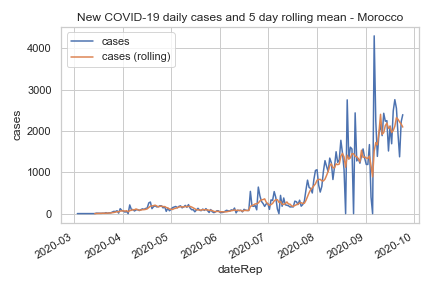 New COVID-19 daily cases and 5 day rolling mean - Morocco
cases
cases (rolling)
4000
3000
2000
1000
0
cases
2020-03
2020-04
2020-05
2020-06
2020-07
2020-08
2020-09
2020-10
dateRep